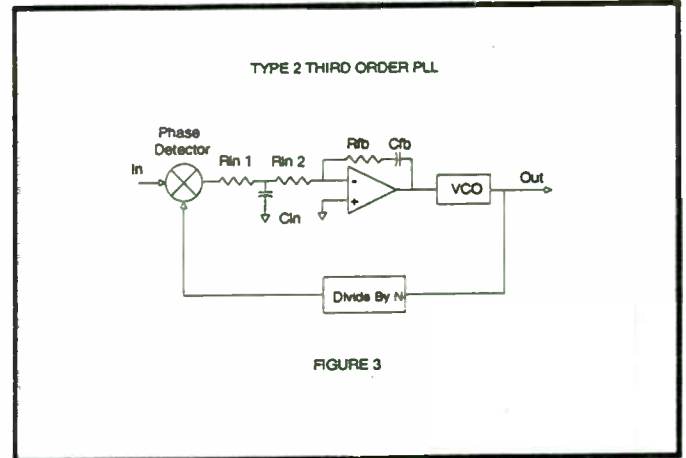 TYPE 2 THIRD ORDER PLL
Phase
Detector
In
Rin 1
Rin 2
Rfb
Cfb
Cin
-
+
VCO
Out
Divide By N
FIGURE 3